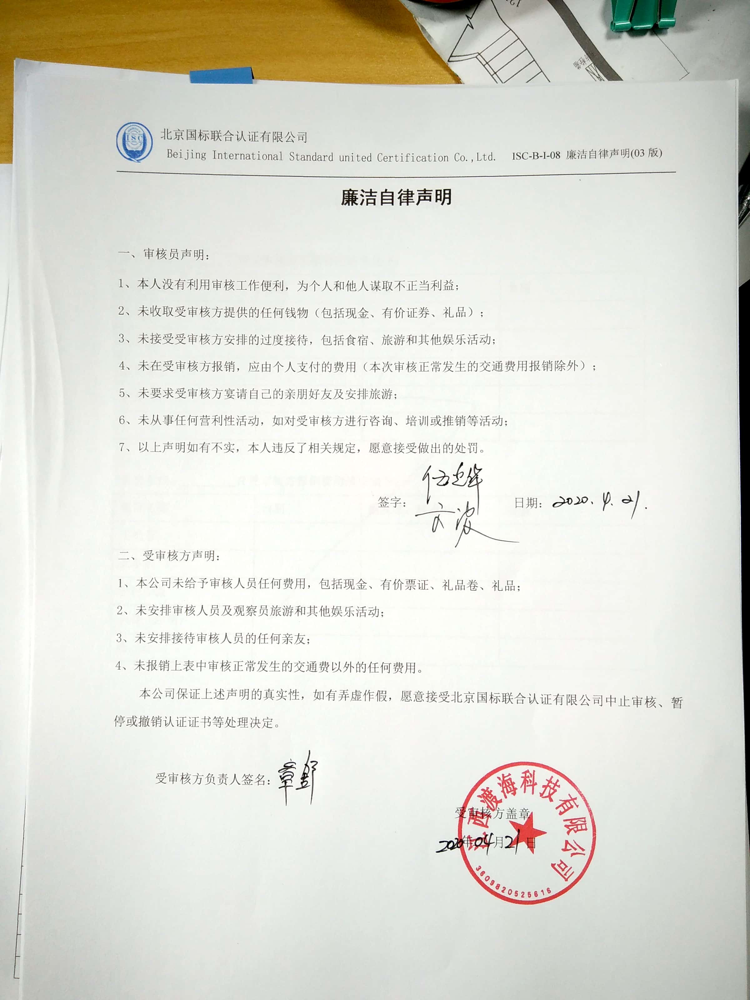 北京国标联合认证有限公司
Beijing International Standard united Certification Co.,Ltd. ISC-B-I-08 廉洁自律声明(03 版)
ISC
廉洁自律声明
一、审核员声明：
1、本人没有利用审核工作便利，为个人和他人谋取不正当利益；
2、未收取受审核方提供的任何钱物（包括现金、有价证券、礼品）；
3、未接受受审核方安排的过度接待，包括食宿、旅游和其他娱乐活动；
4、未在受审核方报销，应由个人支付的费用（本次审核正常发生的交通费用报销除外）；
5、未要求受审核方宴请自己的亲朋好友及安排旅游；
6、未从事任何营利性活动，如对受审核方进行咨询、培训或推销等活动；
7、以上声明如有不实，本人违反了相关规定，愿意接受做出的处罚。
签字： 日期：2020.4.21.
二、受审核方声明：
1、本公司未给予审核人员任何费用，包括现金、有价票证、礼品卷、礼品；
2、未安排审核人员及观察员旅游和其他娱乐活动；
3、未安排接待审核人员的任何亲友；
4、未报销上表中审核正常发生的交通费以外的任何费用。
本公司保证上述声明的真实性，如有弄虚作假，愿意接受北京国标联合认证有限公司中止审核、暂
停或撤销认证证书等处理决定。
受审核方负责人签名：
受审核方盖章
2020年04月21日
江西渡海科技有限公司
3609820525616